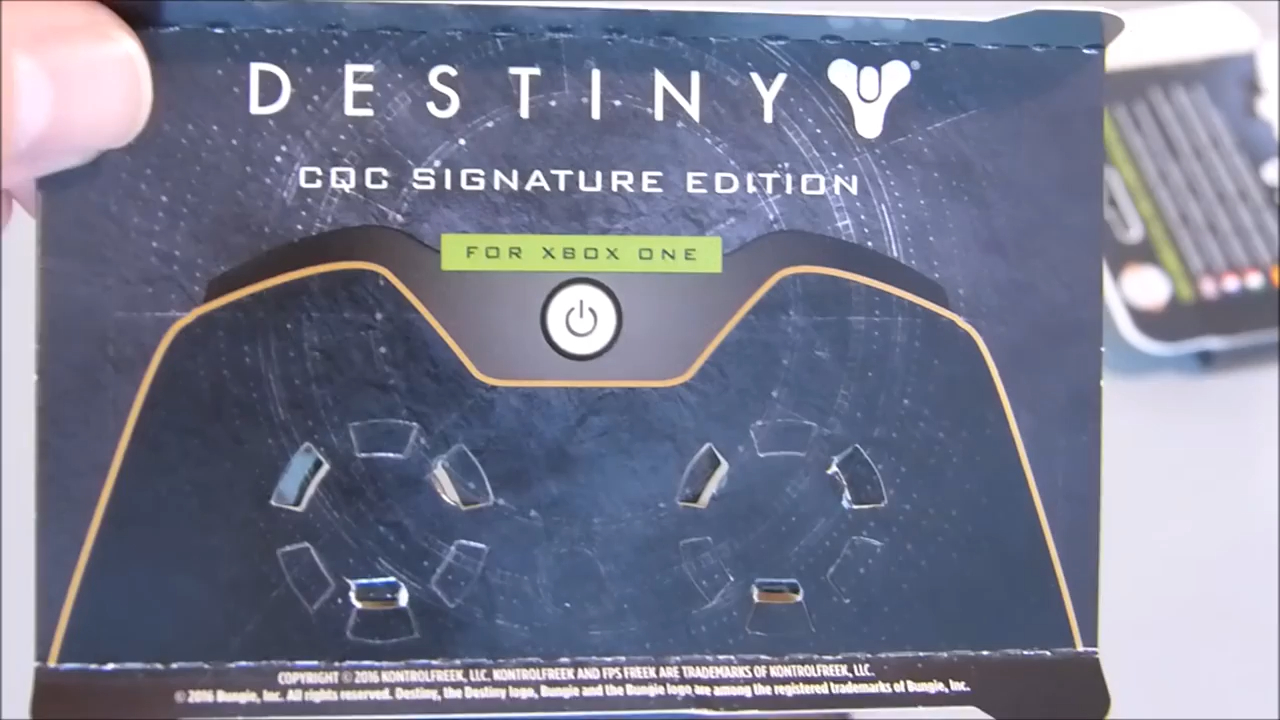 DESTINY
CQC SIGNATURE EDITION
FOR XBOX ONE
COPYRIGHT © 2016 KONTROLFREEK, LLC. KONTROLFREEK AND FPS FREEK ARE TRADEMARKS OF KONTROLFREEK, LLC.
© 2016 Bungie, Inc. All rights reserved. Destiny, the Destiny logo, Bungie and the Bungie logo are among the registered trademarks of Bungie, Inc.